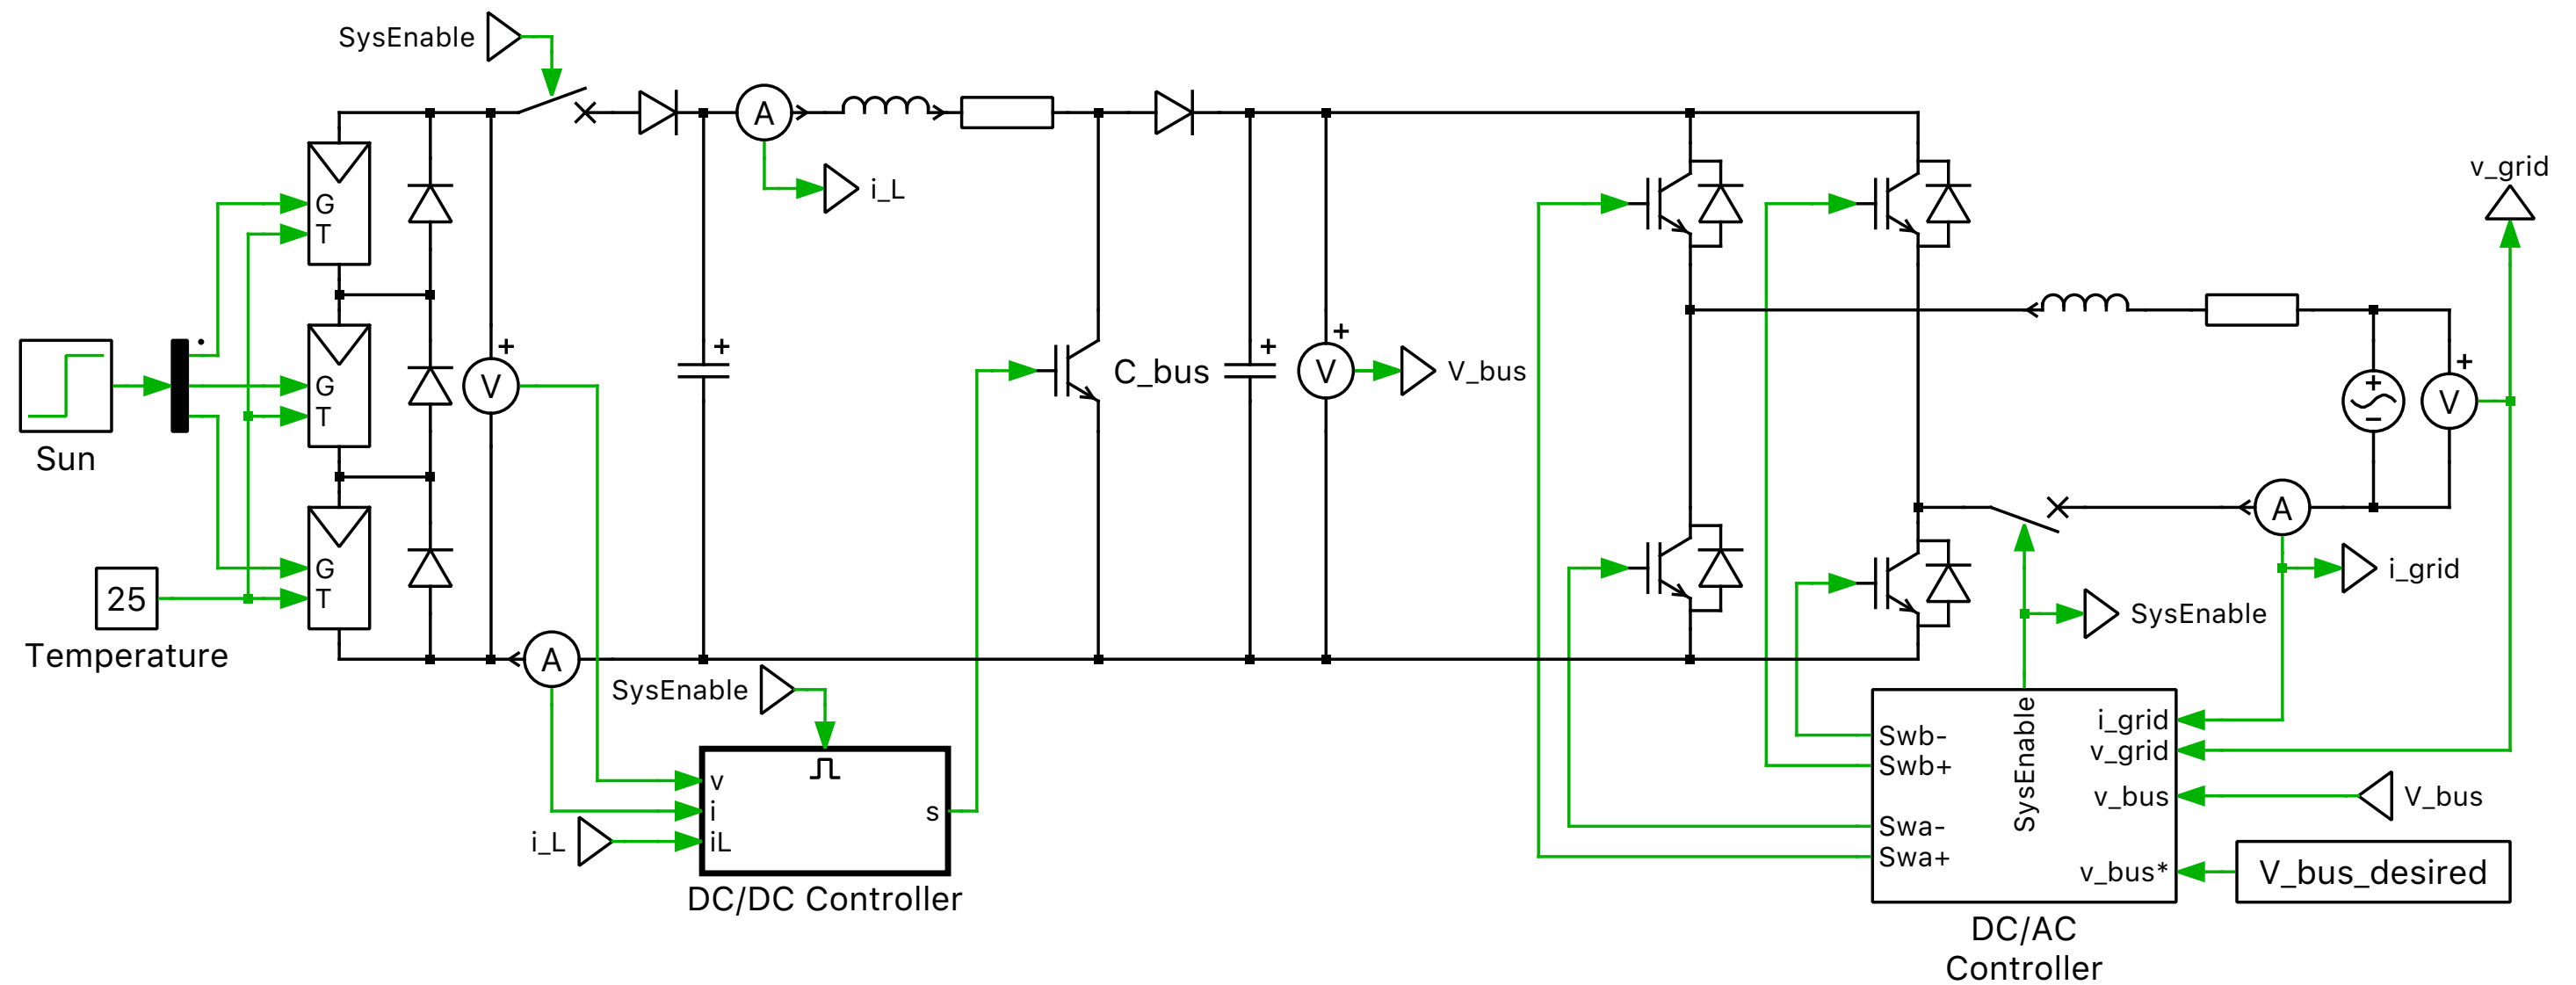 SysEnable
v_grid
A
i_L
G
T
G
T
G
T
Sun
25
Temperature
V
+
A
+
C_bus
+
+
V
V_bus
+
−
+
V
A
i_grid
SysEnable
SysEnable
v
i
iL
s
i_L
DC/DC Controller
Swb-
Swb+
Swa-
Swa+
SysEnable
i_grid
v_grid
v_bus
v_bus*
V_bus
V_bus_desired
DC/AC
Controller